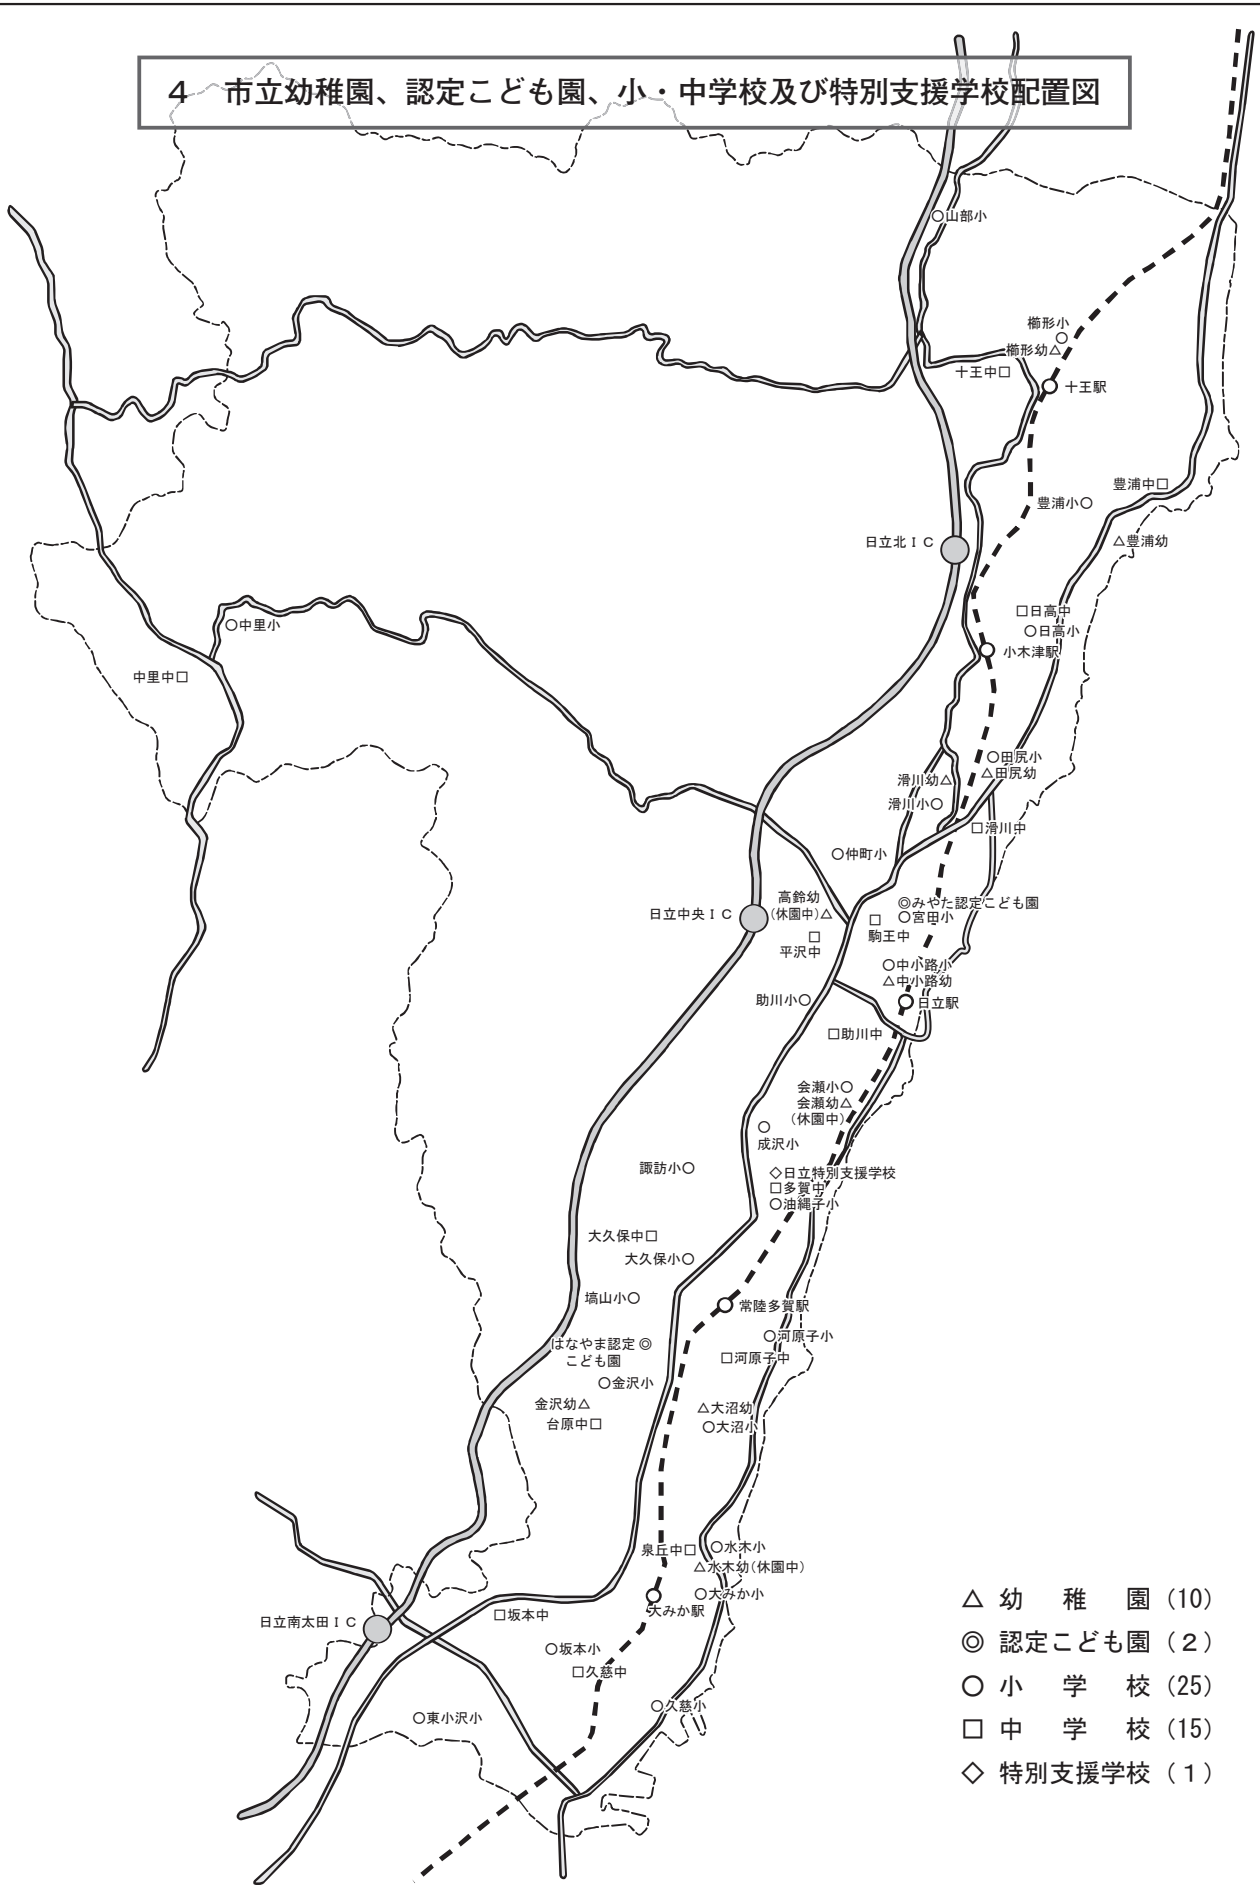 4　市立幼稚園、認定こども園、小・中学校及び特別支援学校配置図
○山部小
櫛形小
○
櫛形幼△
十王中□
十王駅
豊浦中□
豊浦小○
日立北ＩＣ
△豊浦幼
□日高中
○中里小
○日高小
小木津駅
中里中□
○田尻小
△田尻幼
滑川幼△
滑川小○
□滑川中
○仲町小
高鈴幼
(休園中)△
◎みやた認定こども園
○宮田小
日立中央ＩＣ
□
駒王中
□
平沢中
○中小路小
△中小路幼
助川小○
日立駅
□助川中
会瀬小○
会瀬幼△
(休園中)
○
成沢小
諏訪小○
◇日立特別支援学校
□多賀中
○油縄子小
大久保中□
大久保小○
塙山小○
常陸多賀駅
○河原子小
はなやま認定◎
こども園
□河原子中
○金沢小
金沢幼△
△大沼幼
台原中□
○大沼小
泉丘中□
○水木小
△水木幼(休園中)
○大みか小
大みか駅
日立南太田ＩＣ
□坂本中
○坂本小
□久慈中
○久慈小
○東小沢小
△ 幼　稚　園 (10)
◎ 認定こども園 (２)
○ 小　学　校 (25)
□ 中　学　校 (15)
◇ 特別支援学校 (１)